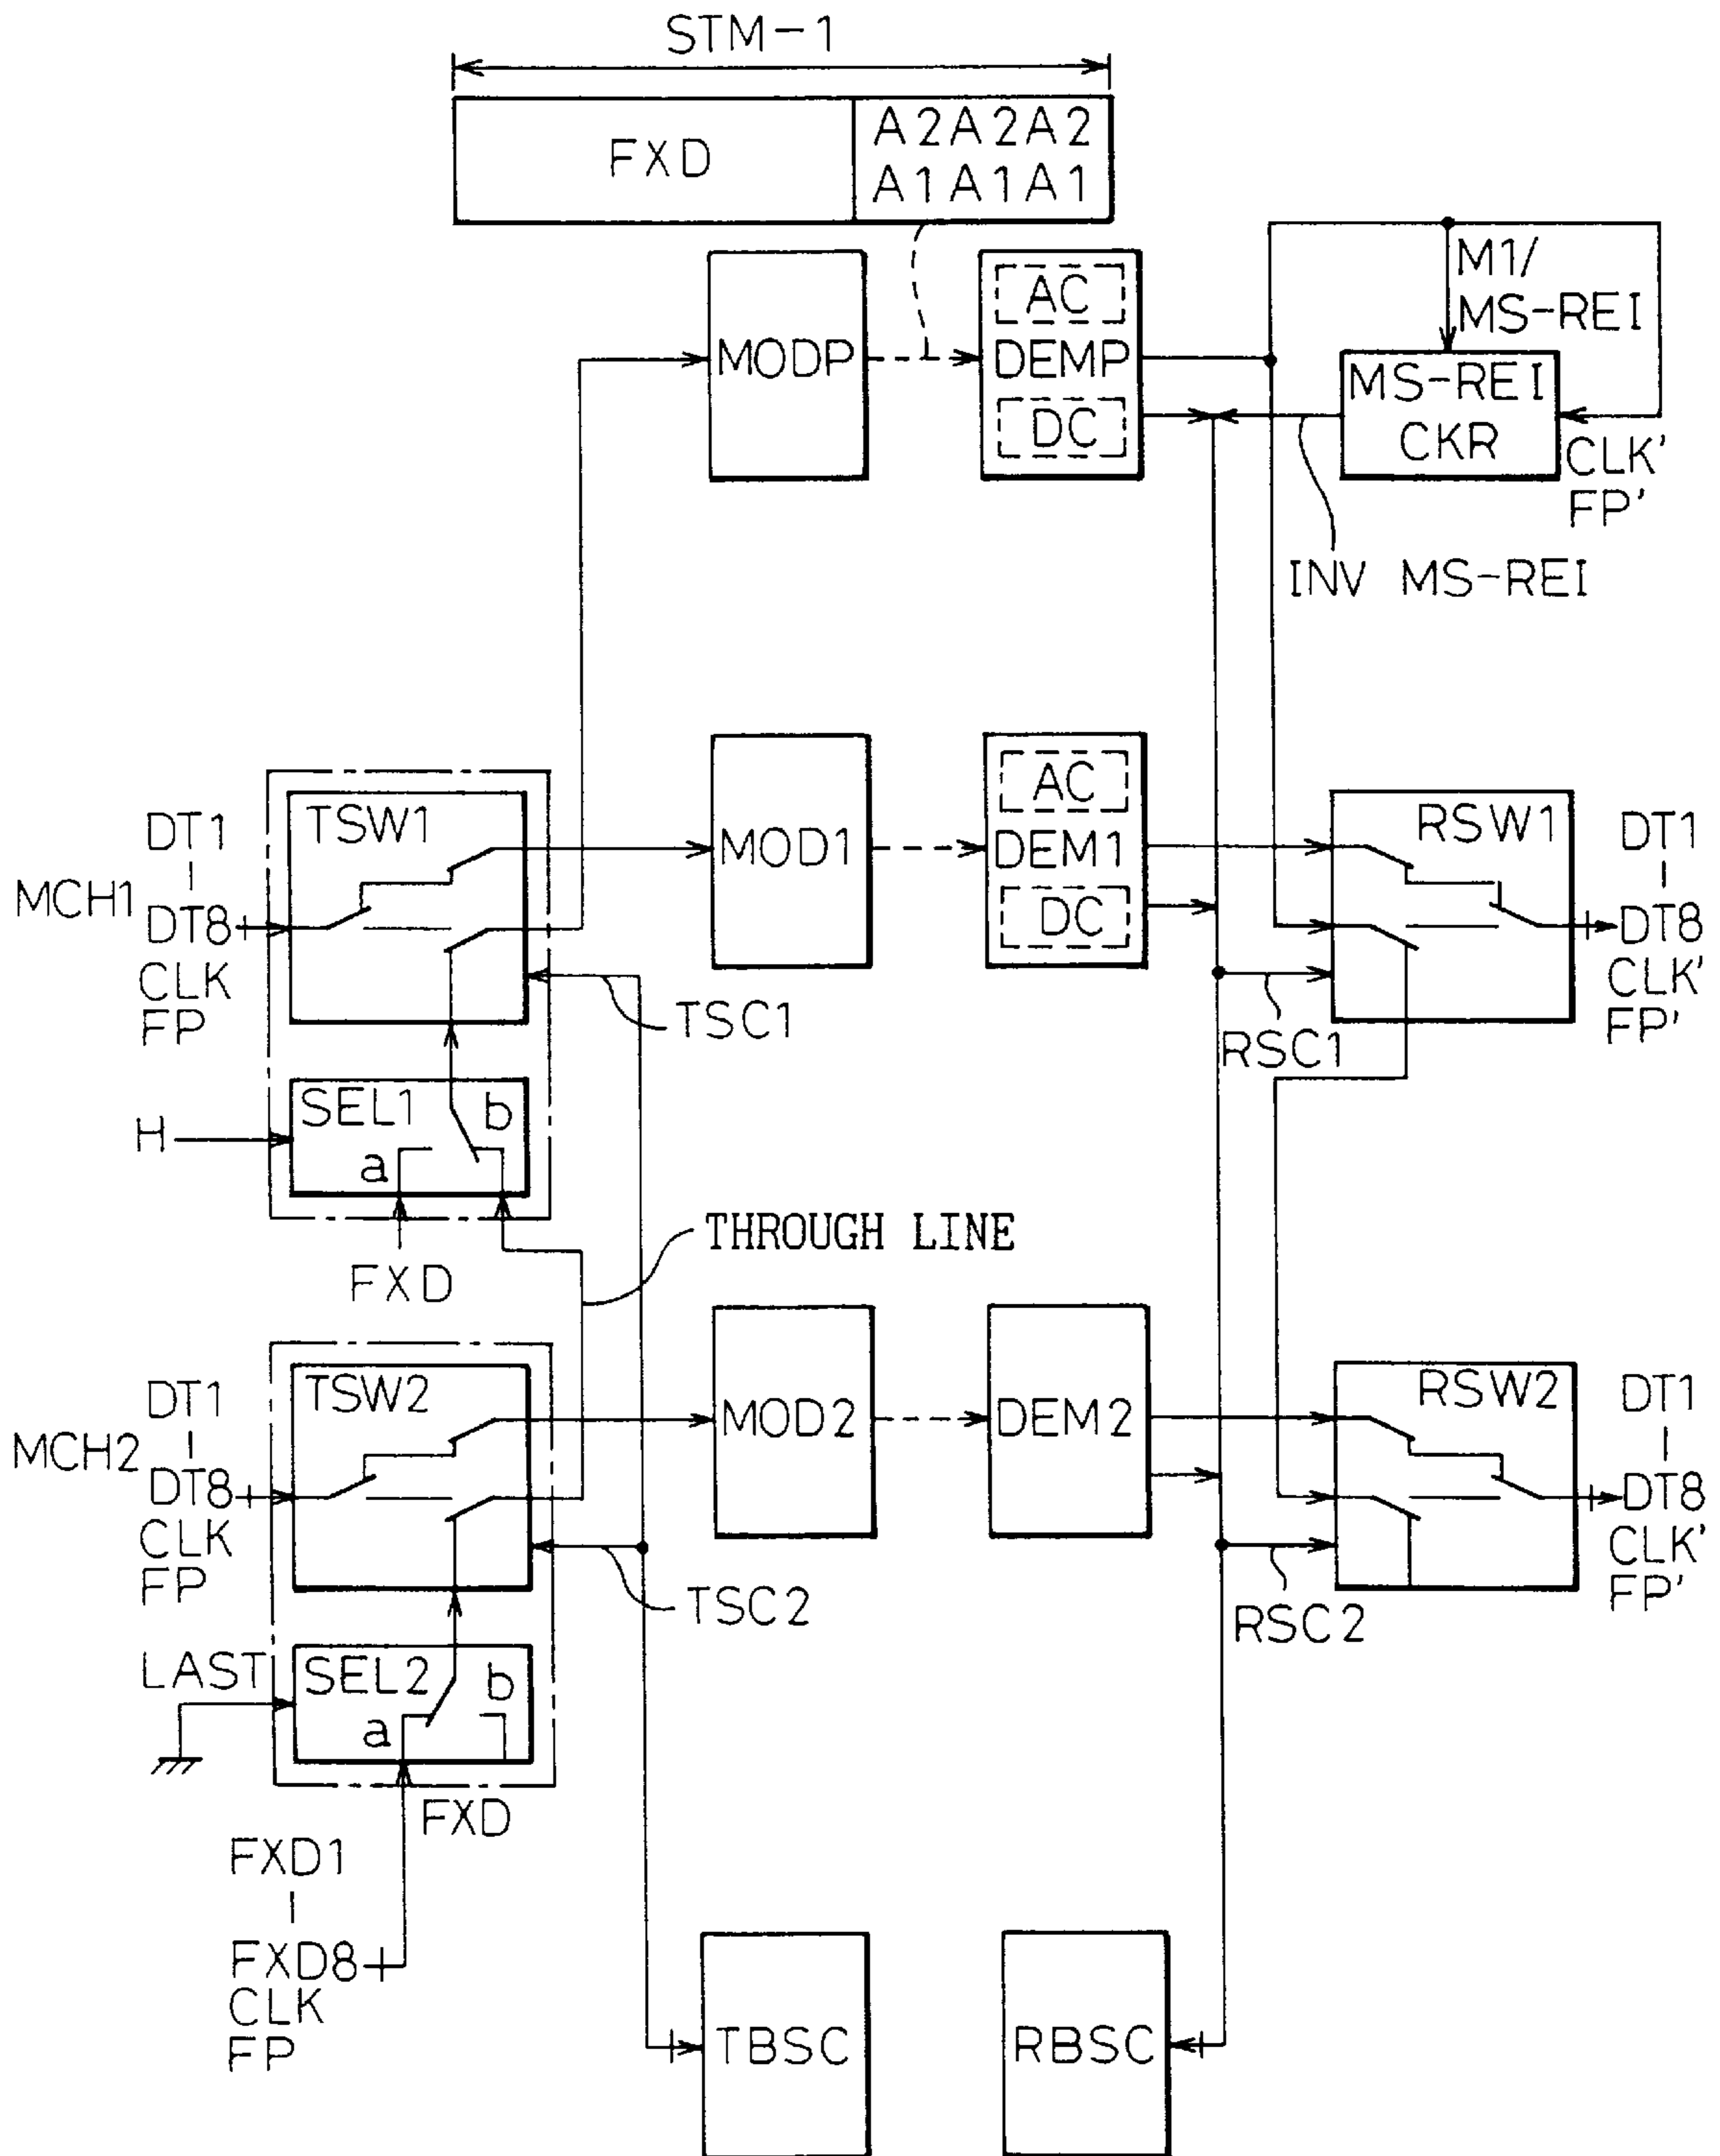 STM-1
FXD
A2A2A2
A1A1A1
MODP
AC
DEMP
DC
M1/
MS-REI
MS-REI
CKR
CLK'
FP'
INV MS-REI
MCH1
DT1
DT8
CLK
FP
TSW1
MOD1
AC
DEM1
DC
RSW1
DT1
DT8
CLK'
FP'
TSC1
RSC1
H
SEL1
a
b
FXD
THROUGH LINE
MCH2
DT1
DT8
CLK
FP
TSW2
MOD2
DEM2
RSW2
DT1
DT8
CLK'
FP'
TSC2
RSC2
LAST
SEL2
a
b
FXD
FXD1
FXD8
CLK
FP
TBSC
RBSC